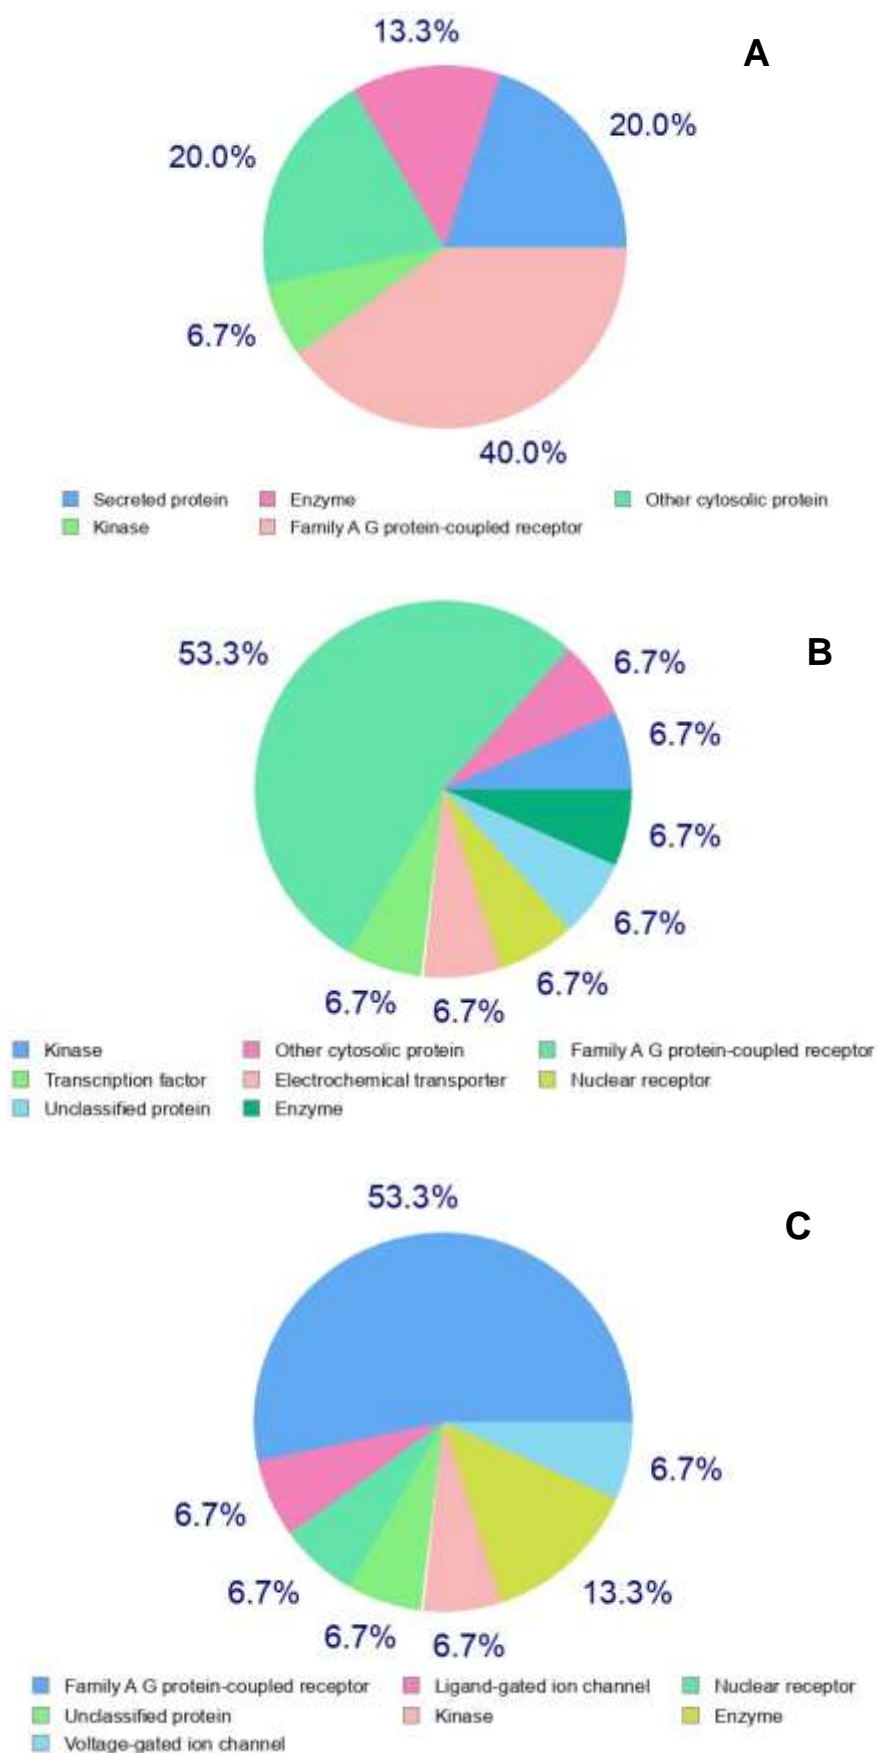 13.3%
A
20.0%
20.0%
6.7%
40.0%
Secreted protein Enzyme Other cytosolic protein
Kinase Family A G protein-coupled receptor
53.3%
B
6.7%
6.7%
6.7%
6.7%
6.7%
6.7%
6.7%
Kinase Other cytosolic protein Family A G protein-coupled receptor
Transcription factor Electrochemical transporter Nuclear receptor
Unclassified protein Enzyme
53.3%
C
6.7%
6.7%
6.7%
13.3%
6.7%
6.7%
Family A G protein-coupled receptor Ligand-gated ion channel Nuclear receptor
Unclassified protein Kinase Enzyme
Voltage-gated ion channel